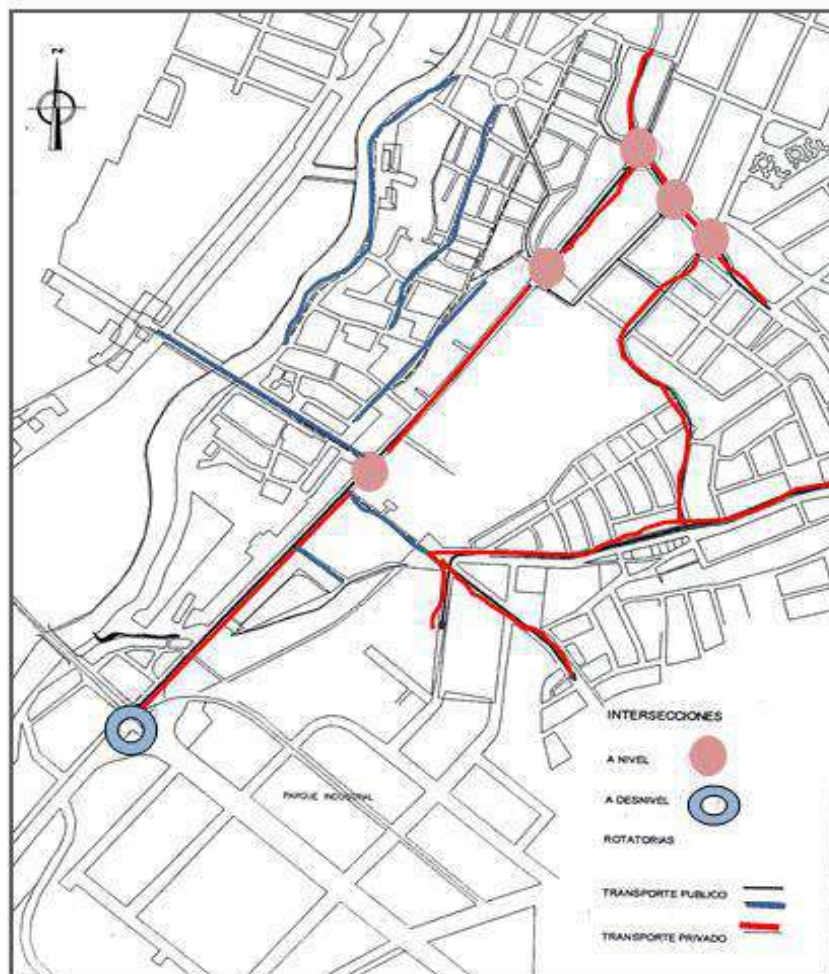 N
PARQUE INDUSTRIAL
INTERSECCIONES
A NIVEL
A DESNIVEL
ROTATORIAS
TRANSPORTE PUBLICO
TRANSPORTE PRIVADO